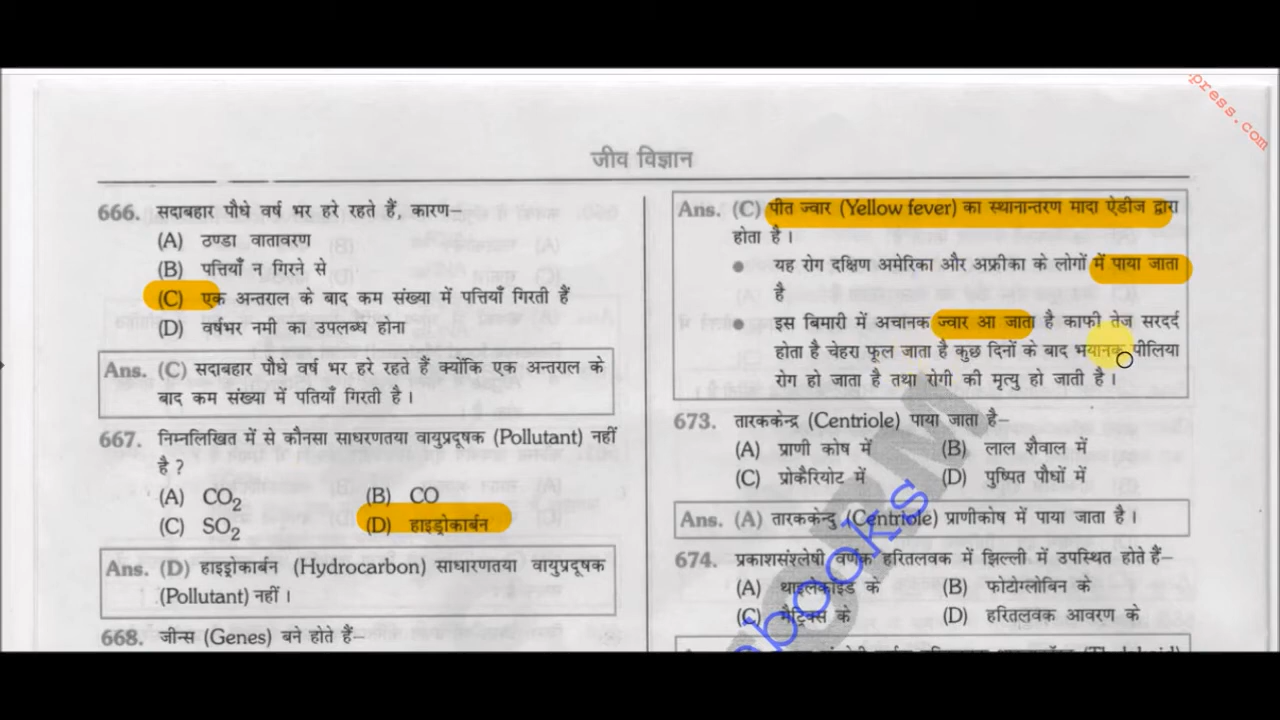 press.com
जीव विज्ञान
666. सदाबहार पौधे वर्ष भर हरे रहते हैं, कारण–
(A) ठण्डा वातावरण
(B) पत्तियाँ न गिरने से
(C) एक अन्तराल के बाद कम संख्या में पत्तियाँ गिरती हैं
(D) वर्षभर नमी का उपलब्ध होना
Ans. (C) सदाबहार पौधे वर्ष भर हरे रहते हैं क्योंकि एक अन्तराल के
बाद कम संख्या में पत्तियाँ गिरती है।
667. निम्नलिखित में से कौनसा साधारणतया वायुप्रदूषक (Pollutant) नहीं
है ?
(A) CO2 (B) CO
(C) SO2 (D) हाइड्रोकार्बन
Ans. (D) हाइड्रोकार्बन (Hydrocarbon) साधारणतया वायुप्रदूषक
(Pollutant) नहीं।
668. जीन्स (Genes) बने होते हैं–
Ans. (C) पीत ज्वार (Yellow fever) का स्थानान्तरण मादा ऐडीज द्वारा
होता है।
● यह रोग दक्षिण अमेरिका और अफ्रीका के लोगों में पाया जाता
है
● इस बिमारी में अचानक ज्वार आ जाता है काफी तेज सरदर्द
होता है चेहरा फूल जाता है कुछ दिनों के बाद भयानक पीलिया
रोग हो जाता है तथा रोगी की मृत्यु हो जाती है।
673. तारककेन्द्र (Centriole) पाया जाता है–
(A) प्राणी कोष में (B) लाल शैवाल में
(C) प्रोकैरियोट में (D) पुष्पित पौधों में
Ans. (A) तारककेन्दु (Centriole) प्राणीकोष में पाया जाता है।
674. प्रकाशसंश्लेषी वर्णक हरितलवक में झिल्ली में उपस्थित होते हैं–
(A) थाइलेकोइड के (B) फोटोग्लोबिन के
(C) मैट्रिक्स के (D) हरितलवक आवरण के
books